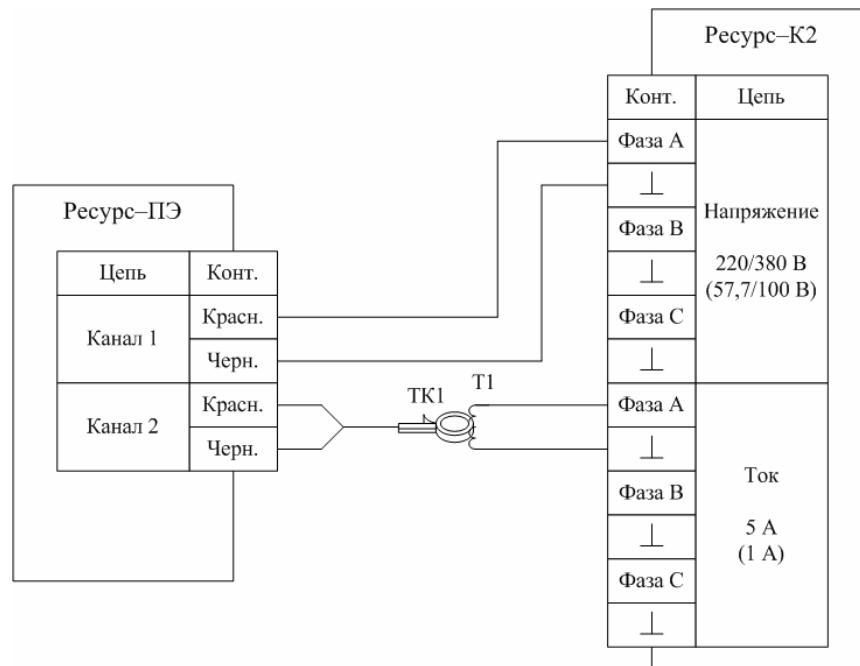 Ресурс–К2
Конт.
Цепь
Фаза A
Фаза B
Фаза C
Напряжение
220/380 В
(57,7/100 В)
Фаза A
Фаза B
Фаза C
Ток
5 А
(1 А)
Ресурс–ПЭ
Цепь
Конт.
Канал 1
Красн.
Черн.
Канал 2
Красн.
Черн.
ТК1
Т1